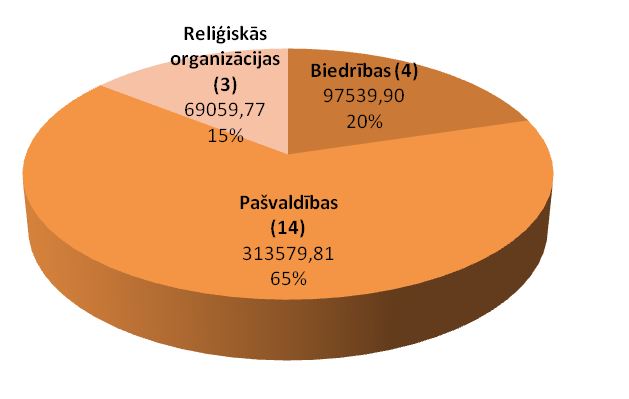 Reliģiskās
organizācijas
(3)
69059,77
15%
Biedrības (4)
97539,90
20%
Pašvaldības
(14)
313579,81
65%